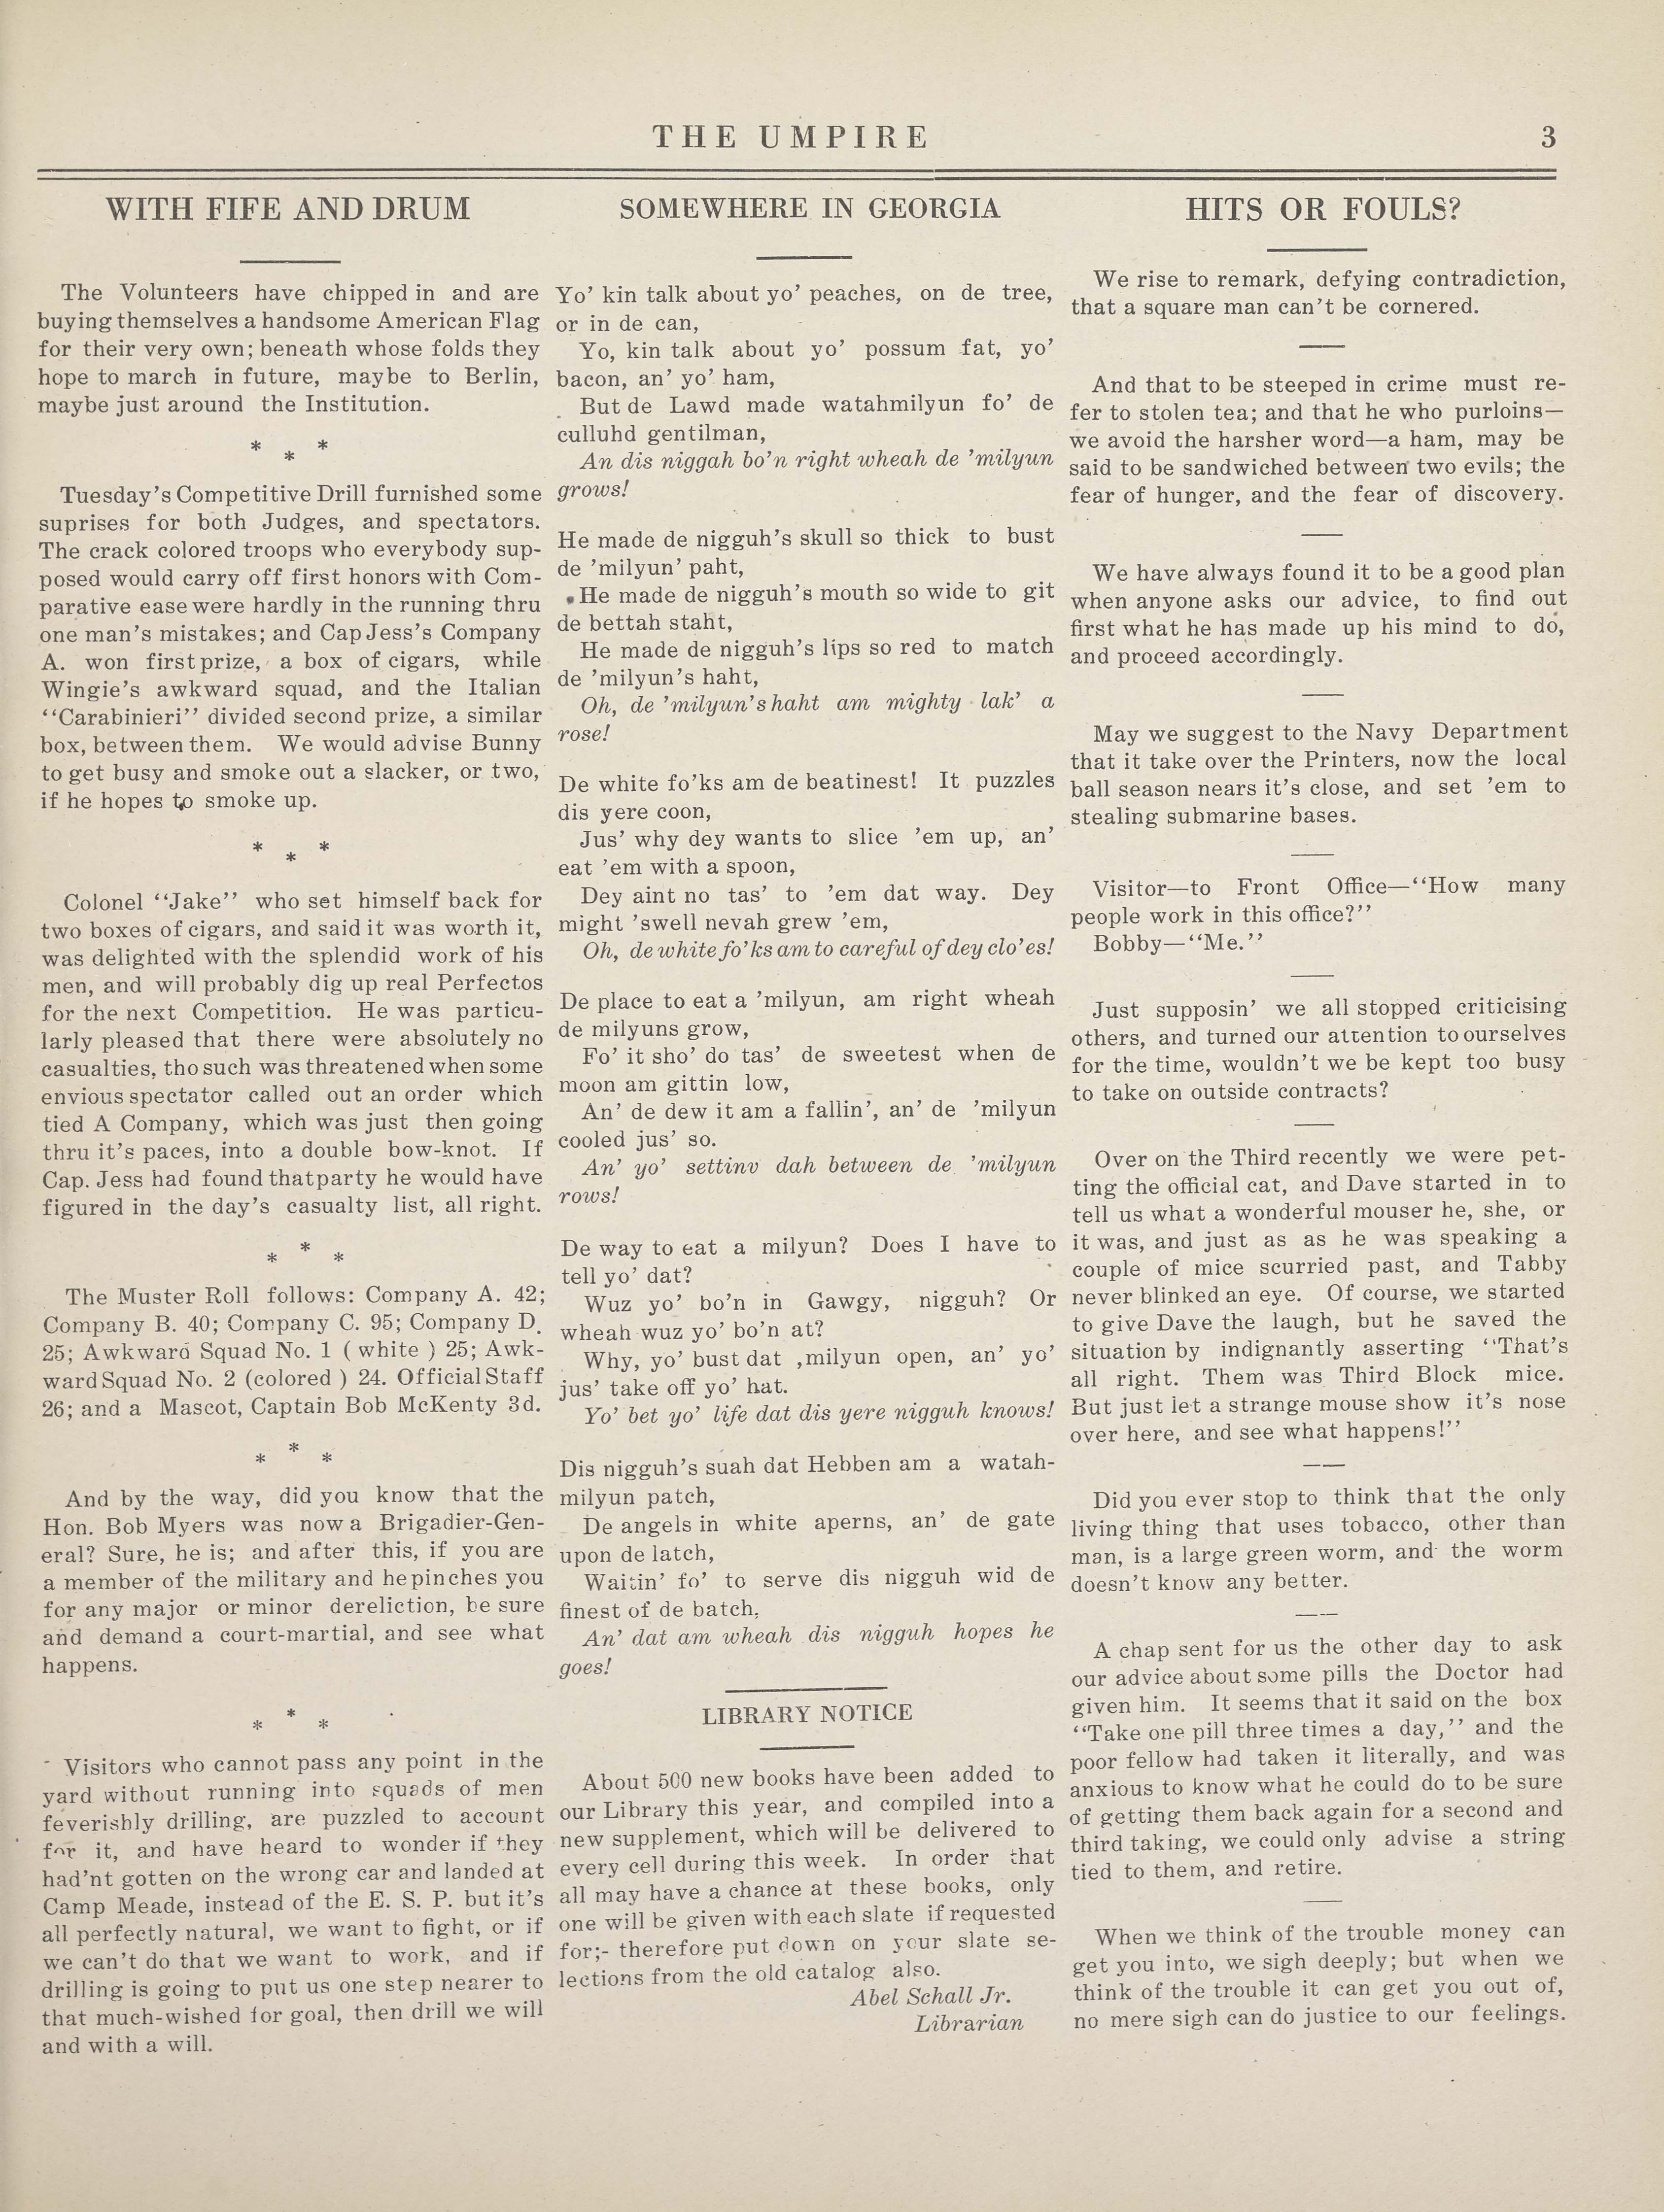 THE UMPIRE
3
WITH FIFE AND DRUM
The Volunteers have chipped in and are
buying themselves a handsome American Flag
for their very own; beneath whose folds they
hope to march in future, maybe to Berlin,
maybe just around the Institution.
* * *
Tuesday's Competitive Drill furnished some
suprises for both Judges, and spectators.
The crack colored troops who everybody sup-
posed would carry off first honors with Com-
parative ease were hardly in the running thru
one man's mistakes; and Cap Jess's Company
A. won first prize, a box of cigars, while
Wingie's awkward squad, and the Italian
"Carabinieri" divided second prize, a similar
box, between them. We would advise Bunny
to get busy and smoke out a slacker, or two,
if he hopes to smoke up.
* * *
Colonel "Jake" who set himself back for
two boxes of cigars, and said it was worth it,
was delighted with the splendid work of his
men, and will probably dig up real Perfectos
for the next Competition. He was particu-
larly pleased that there were absolutely no
casualties, tho such was threatened when some
envious spectator called out an order which
tied A Company, which was just then going
thru it's paces, into a double bow-knot. If
Cap. Jess had found that party he would have
figured in the day's casualty list, all right.
* * *
The Muster Roll follows: Company A. 42;
Company B. 40; Company C. 95; Company D.
25; Awkward Squad No. 1 ( white ) 25; Awk-
ward Squad No. 2 (colored ) 24. Official Staff
26; and a Mascot, Captain Bob McKenty 3d.
* * *
And by the way, did you know that the
Hon. Bob Myers was now a Brigadier-Gen-
eral? Sure, he is; and after this, if you are
a member of the military and he pinches you
for any major or minor dereliction, be sure
and demand a court-martial, and see what
happens.
* * *
Visitors who cannot pass any point in the
yard without running into squads of men
feverishly drilling, are puzzled to account
for it, and have heard to wonder if they
had'nt gotten on the wrong car and landed at
Camp Meade, instead of the E. S. P. but it's
all perfectly natural, we want to fight, or if
we can't do that we want to work, and if
drilling is going to put us one step nearer to
that much-wished for goal, then drill we will
and with a will.
SOMEWHERE IN GEORGIA
Yo' kin talk about yo' peaches, on de tree,
or in de can,
Yo, kin talk about yo' possum fat, yo'
bacon, an' yo' ham,
But de Lawd made watahmilyun fo' de
culluhd gentilman,
An dis niggah bo'n right wheah de 'milyun
grows!
He made de nigguh's skull so thick to bust
de 'milyun' paht,
He made de nigguh's mouth so wide to git
de bettah staht,
He made de nigguh's lips so red to match
de 'milyun's haht,
Oh, de 'milyun's haht am mighty lak' a
rose!
De white fo'ks am de beatinest! It puzzles
dis yere coon,
Jus' why dey wants to slice 'em up, an'
eat 'em with a spoon,
Dey aint no tas' to 'em dat way. Dey
might 'swell nevah grew 'em,
Oh, de white fo'ks am to careful of dey clo'es!
De place to eat a 'milyun, am right wheah
de milyuns grow,
Fo' it sho' do tas' de sweetest when de
moon am gittin low,
An' de dew it am a fallin', an' de 'milyun
cooled jus' so.
An' yo' settinv dah between de 'milyun
rows!
De way to eat a milyun? Does I have to
tell yo' dat?
Wuz yo' bo'n in Gawgy, nigguh? Or
wheah wuz yo' bo'n at?
Why, yo' bust dat ,milyun open, an' yo'
jus' take off yo' hat.
Yo' bet yo' life dat dis yere nigguh knows!
Dis nigguh's suah dat Hebben am a watah-
milyun patch,
De angels in white aperns, an' de gate
upon de latch,
Waitin' fo' to serve dis nigguh wid de
finest of de batch,
An' dat am wheah dis nigguh hopes he
goes!
LIBRARY NOTICE
About 500 new books have been added to
our Library this year, and compiled into a
new supplement, which will be delivered to
every cell during this week. In order that
all may have a chance at these books, only
one will be given with each slate if requested
for;- therefore put down on your slate se-
lections from the old catalog also.
Abel Schall Jr.
Librarian
HITS OR FOULS?
We rise to remark, defying contradiction,
that a square man can't be cornered.
And that to be steeped in crime must re-
fer to stolen tea; and that he who purloins—
we avoid the harsher word—a ham, may be
said to be sandwiched between two evils; the
fear of hunger, and the fear of discovery.
We have always found it to be a good plan
when anyone asks our advice, to find out
first what he has made up his mind to do,
and proceed accordingly.
May we suggest to the Navy Department
that it take over the Printers, now the local
ball season nears it's close, and set 'em to
stealing submarine bases.
Visitor—to Front Office—"How many
people work in this office?"
Bobby—"Me."
Just supposin' we all stopped criticising
others, and turned our attention to ourselves
for the time, wouldn't we be kept too busy
to take on outside contracts?
Over on the Third recently we were pet-
ting the official cat, and Dave started in to
tell us what a wonderful mouser he, she, or
it was, and just as as he was speaking a
couple of mice scurried past, and Tabby
never blinked an eye. Of course, we started
to give Dave the laugh, but he saved the
situation by indignantly asserting "That's
all right. Them was Third Block mice.
But just let a strange mouse show it's nose
over here, and see what happens!"
Did you ever stop to think that the only
living thing that uses tobacco, other than
man, is a large green worm, and the worm
doesn't know any better.
A chap sent for us the other day to ask
our advice about some pills the Doctor had
given him. It seems that it said on the box
"Take one pill three times a day," and the
poor fellow had taken it literally, and was
anxious to know what he could do to be sure
of getting them back again for a second and
third taking, we could only advise a string
tied to them, and retire.
When we think of the trouble money can
get you into, we sigh deeply; but when we
think of the trouble it can get you out of,
no mere sigh can do justice to our feelings.